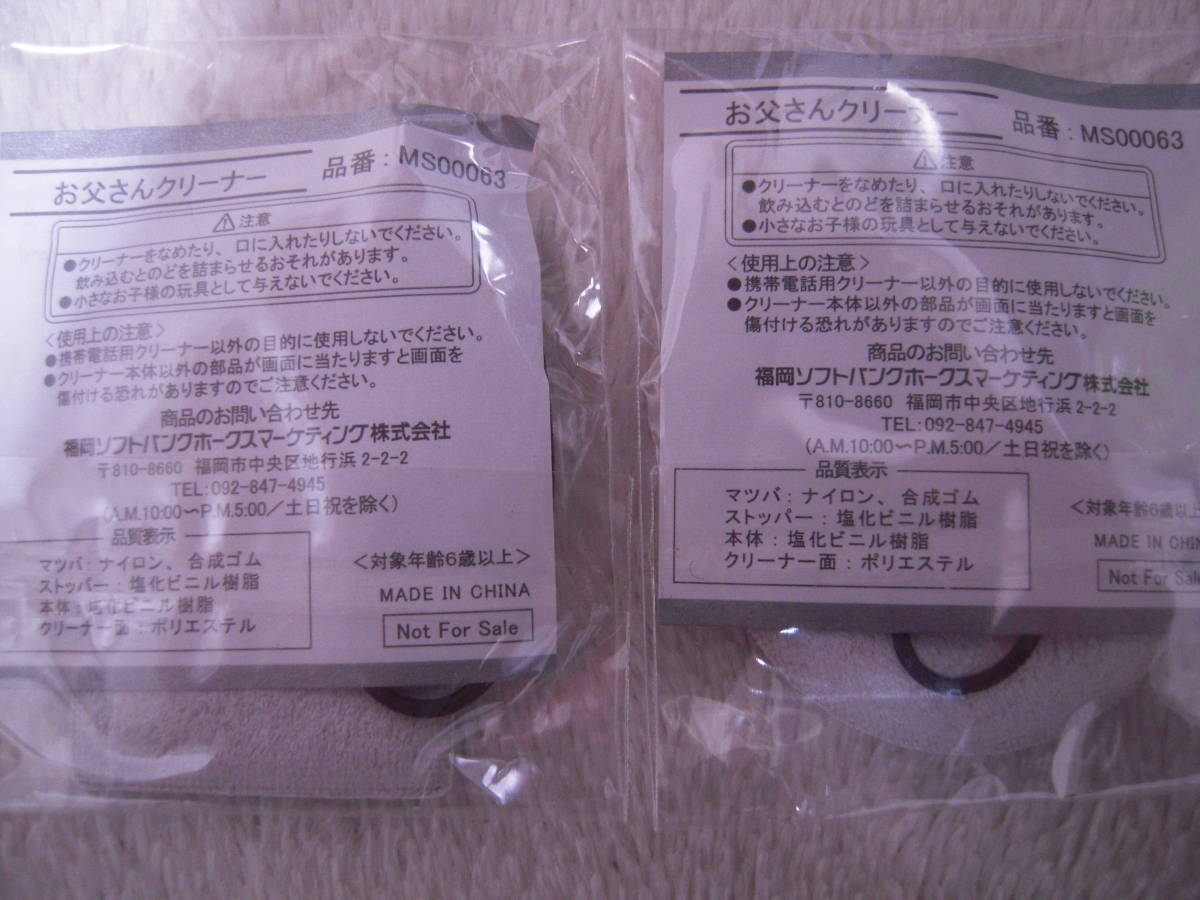 お父さんクリーナー 品番：MS00063
⚠注意
●クリーナーをなめたり、口に入れたりしないでください。
飲み込むとのどを詰まらせるおそれがあります。
●小さなお子様の玩具として与えないでください。
＜使用上の注意＞
●携帯電話用クリーナー以外の目的に使用しないでください。
●クリーナー本体以外の部品が画面に当たりますと画面を
傷付ける恐れがありますのでご注意ください。
商品のお問い合わせ先
福岡ソフトバンクホークスマーケティング株式会社
〒810-8660 福岡市中央区地行浜2-2-2
TEL:092-847-4945
(A.M.10:00〜P.M.5:00／土日祝を除く)
品質表示
マツバ：ナイロン、合成ゴム
ストッパー：塩化ビニル樹脂
本体：塩化ビニル樹脂
クリーナー面：ポリエステル
＜対象年齢6歳以上＞
MADE IN CHINA
Not For Sale
お父さんクリーナー 品番：MS00063
⚠注意
●クリーナーをなめたり、口に入れたりしないでください。
飲み込むとのどを詰まらせるおそれがあります。
●小さなお子様の玩具として与えないでください。
＜使用上の注意＞
●携帯電話用クリーナー以外の目的に使用しないでください。
●クリーナー本体以外の部品が画面に当たりますと画面を
傷付ける恐れがありますのでご注意ください。
商品のお問い合わせ先
福岡ソフトバンクホークスマーケティング株式会社
〒810-8660 福岡市中央区地行浜2-2-2
TEL:092-847-4945
(A.M.10:00〜P.M.5:00／土日祝を除く)
品質表示
マツバ：ナイロン、合成ゴム
ストッパー：塩化ビニル樹脂
本体：塩化ビニル樹脂
クリーナー面：ポリエステル
＜対象年齢6歳以上
MADE IN CHIN
Not For Sa